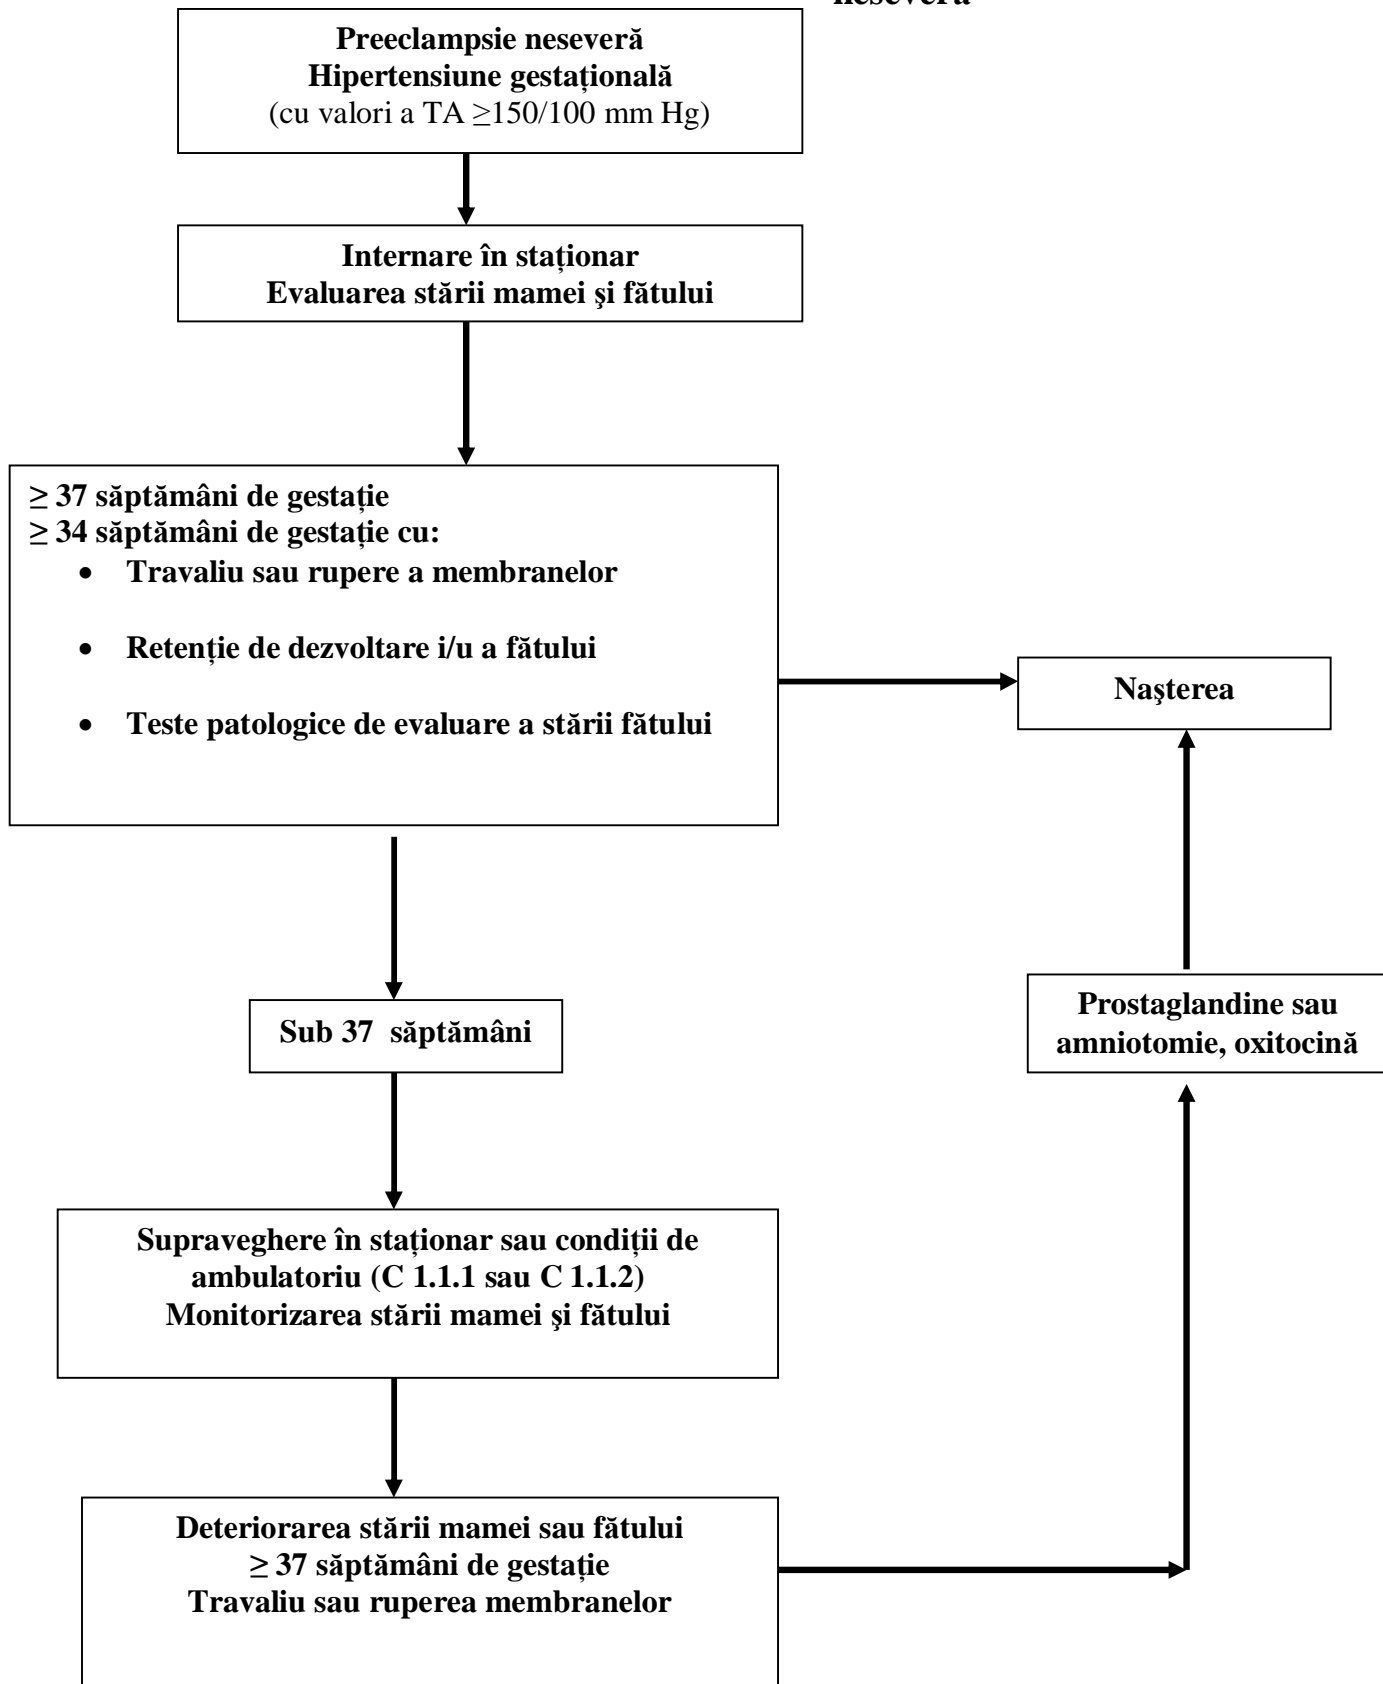 Preeclampsie neseveră
Hipertensiune gestațională
(cu valori a TA ≥150/100 mm Hg)
Internare în staționar
Evaluarea stării mamei şi fătului
≥ 37 săptămâni de gestație
≥ 34 săptămâni de gestație cu:
• Travaliu sau rupere a membranelor
• Retenție de dezvoltare i/u a fătului
• Teste patologice de evaluare a stării fătului
Naşterea
Sub 37 săptămâni
Prostaglandine sau
amniotomie, oxitocină
Supraveghere în staționar sau condiții de
ambulatoriu (C 1.1.1 sau C 1.1.2)
Monitorizarea stării mamei şi fătului
Deteriorarea stării mamei sau fătului
≥ 37 săptămâni de gestație
Travaliu sau ruperea membranelor